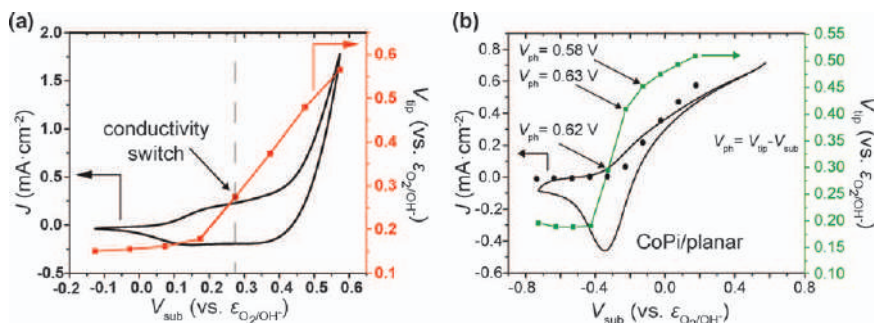 (a)
2.0
1.5
1.0
0.5
0.0
-0.5
J (mA·cm⁻²)
conductivity
switch
0.6
0.5
0.4
0.3
0.2
0.1
V_tip (vs. ε_O₂/OH⁻)
-0.2 -0.1 0.0 0.1 0.2 0.3 0.4 0.5 0.6
V_sub (vs. ε_O₂/OH⁻)
(b)
0.8
0.6
0.4
0.2
0.0
-0.2
-0.4
-0.6
J (mA·cm⁻²)
V_ph = 0.58 V
V_ph = 0.63 V
V_ph = 0.62 V
V_ph = V_tip-V_sub
CoPi/planar
0.55
0.50
0.45
0.40
0.35
0.30
0.25
0.20
0.15
0.10
V_tip (vs. ε_O₂/OH⁻)
-0.8 -0.4 0.0 0.4 0.8
V_sub (vs. ε_O₂/OH⁻)